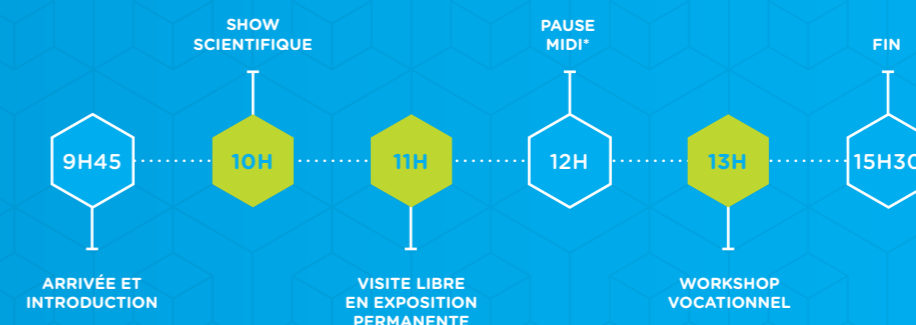 SHOW
SCIENTIFIQUE
PAUSE
MIDI*
FIN
9H45
10H
11H
12H
13H
15H30
ARRIVÉE ET
INTRODUCTION
VISITE LIBRE
EN EXPOSITION
PERMANENTE
WORKSHOP
VOCATIONNEL